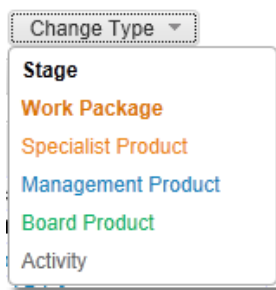 Change Type
Stage
Work Package
Specialist Product
Management Product
Board Product
Activity